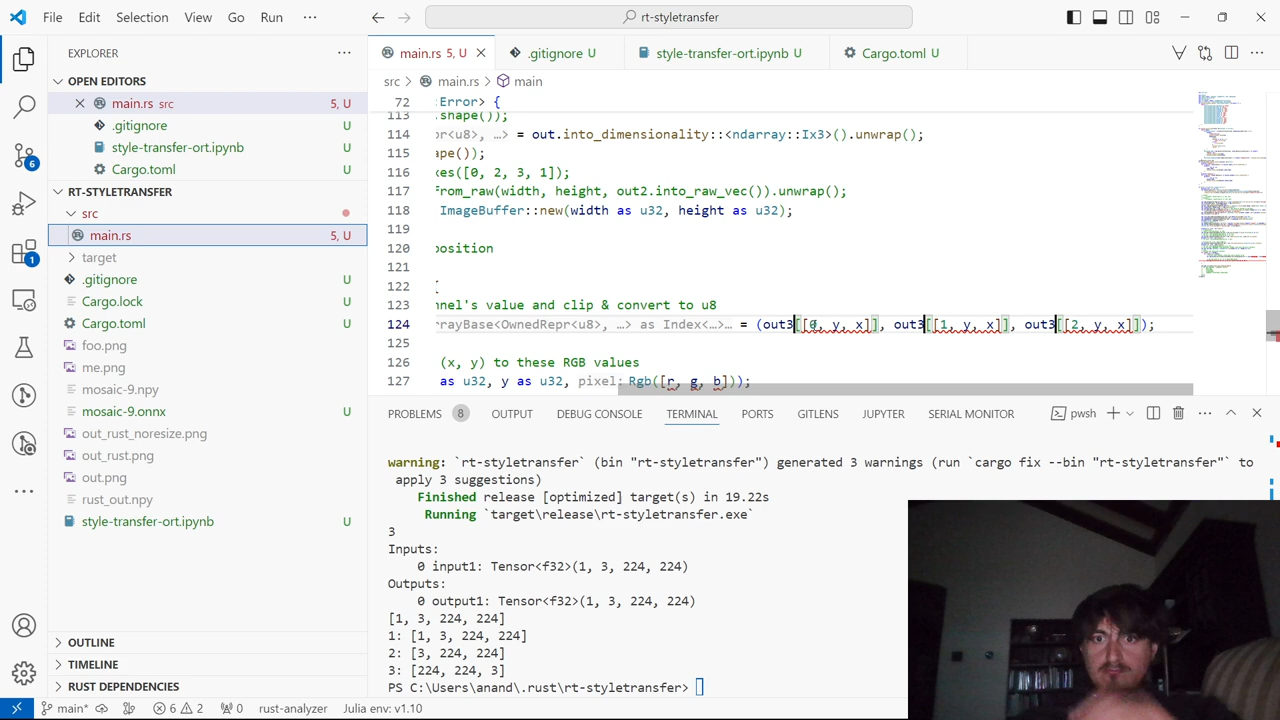 File Edit Selection View Go Run ···
rt-styletransfer
EXPLORER
OPEN EDITORS
main.rs src 5, U
.gitignore U
style-transfer-ort.ipynb U
Cargo.toml U
RT-STYLETRANSFER
src
main.rs 5, U
target
.gitignore U
Cargo.lock U
Cargo.toml U
foo.png
me.png
mosaic-9.npy
mosaic-9.onnx U
out_rust_noresize.png
out_rust.png
out.png
rust_out.npy
style-transfer-ort.ipynb U
OUTLINE
TIMELINE
RUST DEPENDENCIES
6
1
main.rs 5, U
.gitignore U
style-transfer-ort.ipynb U
Cargo.toml U
src > main.rs > main
72 Error> {
113 .shape());
114 r<u8>, …> = out.into_dimensionality::<ndarray::Ix3>().unwrap();
115 ape());
116 xes([0, 2, 1]);
117 rom_raw(width, height, out2.into_raw_vec()).unwrap();
118 ImageBuffer::new(width as u32, height as u32);
119
120 position
121
122
123 nnel's value and clip & convert to u8
124 rrayBase<OwnedRepr<u8>, …> as Index<…>… = (out3[[0, y, x]], out3[[1, y, x]], out3[[2, y, x]]);
125
126 (x, y) to these RGB values
127 as u32, y as u32, pixel: Rgb([r, g, b]));
PROBLEMS 8 OUTPUT DEBUG CONSOLE TERMINAL PORTS GITLENS JUPYTER SERIAL MONITOR pwsh
warning: `rt-styletransfer` (bin "rt-styletransfer") generated 3 warnings (run `cargo fix --bin "rt-styletransfer"` to
apply 3 suggestions)
Finished release [optimized] target(s) in 19.22s
Running `target\release\rt-styletransfer.exe`
3
Inputs:
0 input1: Tensor<f32>(1, 3, 224, 224)
Outputs:
0 output1: Tensor<f32>(1, 3, 224, 224)
[1, 3, 224, 224]
1: [1, 3, 224, 224]
2: [3, 224, 224]
3: [224, 224, 3]
PS C:\Users\anand\.rust\rt-styletransfer>
main* 6 2 0 rust-analyzer Julia env: v1.10